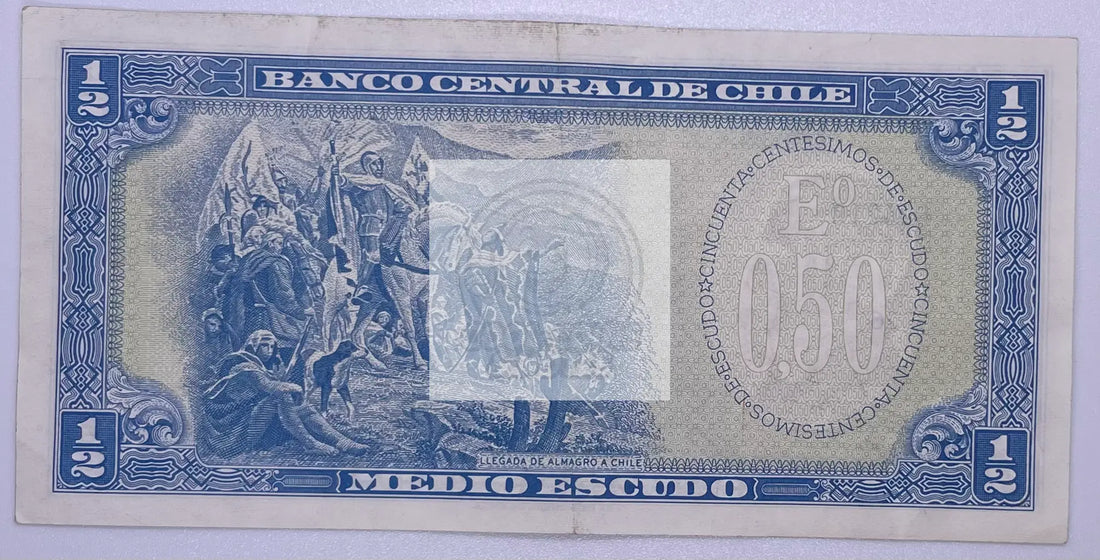 1/2
BANCO CENTRAL DE CHILE
1/2
CINCUENTA CENTESIMOS DE ESCUDO CINCUENTA CENTESIMOS DE ESCUDO
Eº
0,50
LLEGADA DE ALMAGRO A CHILE
1/2
MEDIO ESCUDO
1/2